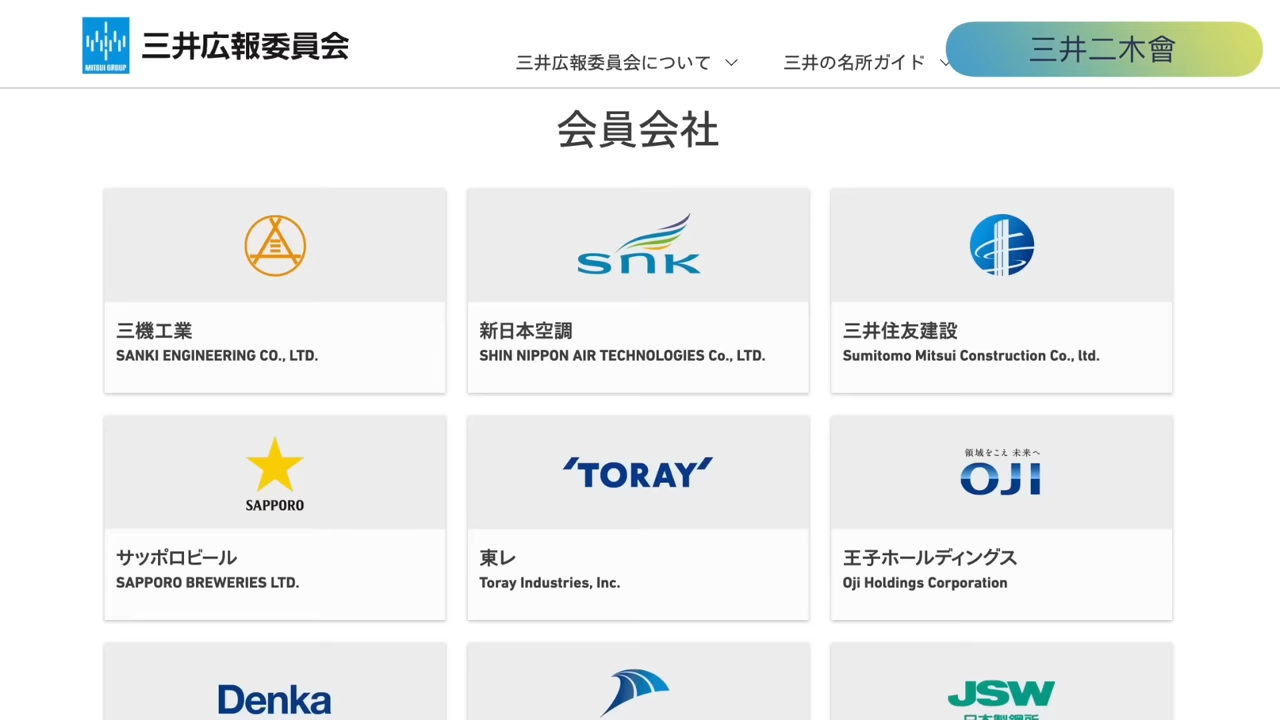 MITSUI GROUP
三井広報委員会
三井広報委員会について
三井の名所ガイド
三井二木會
会員会社
snk
三機工業
SANKI ENGINEERING CO., LTD.
新日本空調
SHIN NIPPON AIR TECHNOLOGIES Co., LTD.
三井住友建設
Sumitomo Mitsui Construction Co., ltd.
SAPPORO
'TORAY'
領域をこえ 未来へ
OJI
サッポロビール
SAPPORO BREWERIES LTD.
東レ
Toray Industries, Inc.
王子ホールディングス
Oji Holdings Corporation
Denka
JSW
日本製鋼所